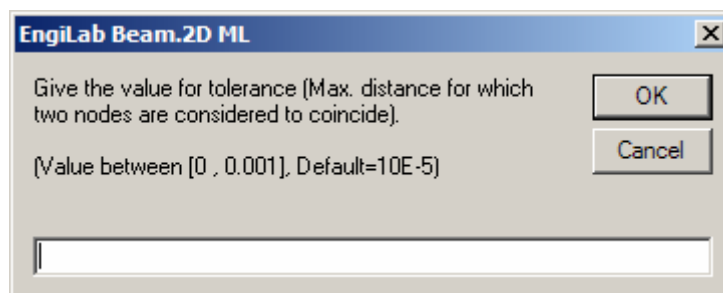 EngiLab Beam.2D ML
Give the value for tolerance (Max. distance for which
two nodes are considered to coincide).
(Value between [0 , 0.001], Default=10E-5)
OK
Cancel